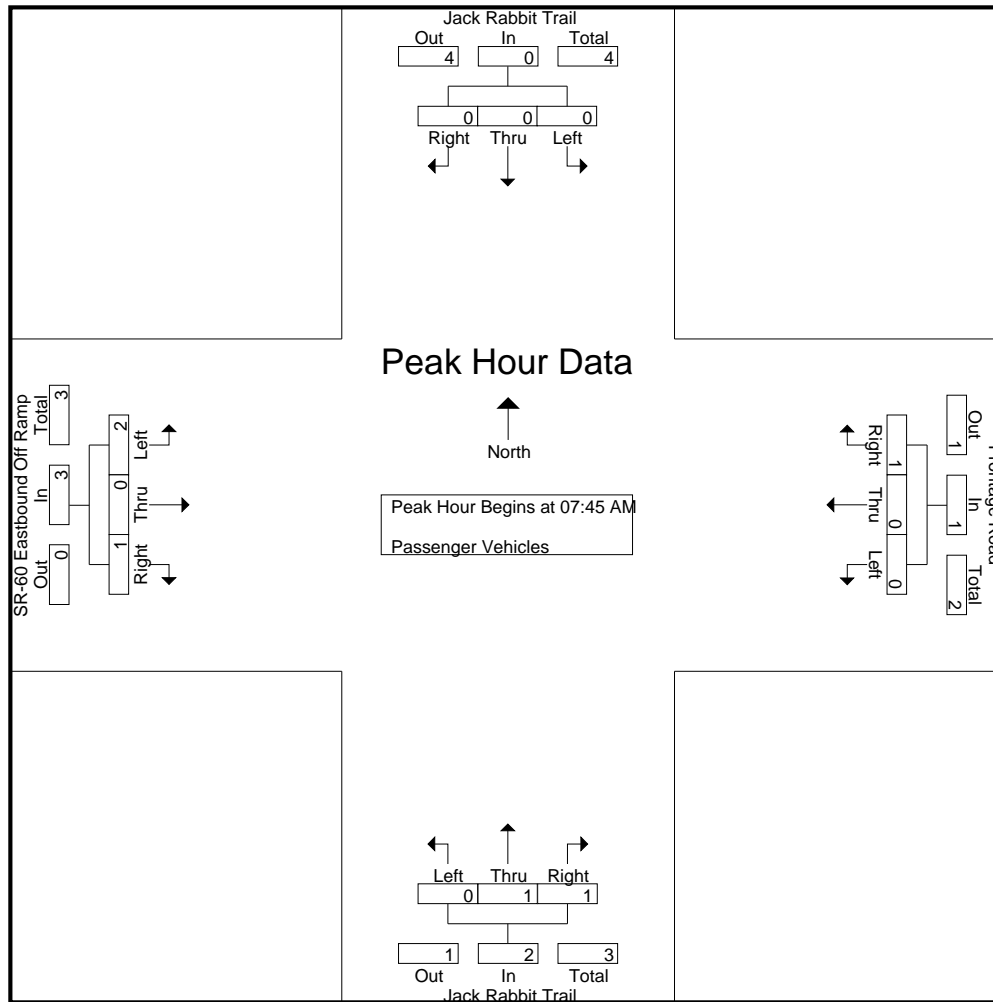 Jack Rabbit Trail
Out In Total
4 0 4
0 0 0
Right Thru Left
Peak Hour Data
North
Peak Hour Begins at 07:45 AM
Passenger Vehicles
SR-60 Eastbound Off Ramp
Out In Total
0 3 3
1 0 2
Right Thru Left
Frontage Road
Out In Total
1 1 2
1 0 0
Right Thru Left
Left Thru Right
0 1 1
1 2 3
Out In Total
Jack Rabbit Trail